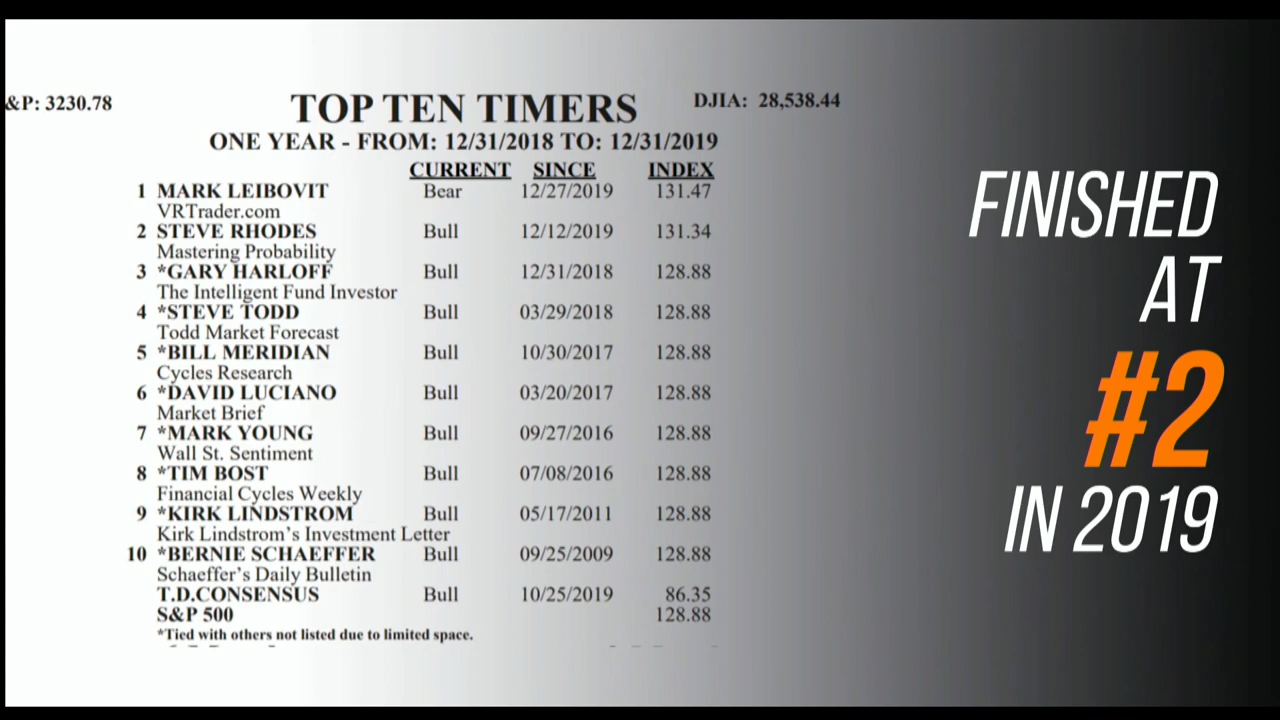 &P: 3230.78
TOP TEN TIMERS
DJIA: 28,538.44
ONE YEAR - FROM: 12/31/2018 TO: 12/31/2019
CURRENT SINCE INDEX
1 MARK LEIBOVIT Bear 12/27/2019 131.47
VRTrader.com
2 STEVE RHODES Bull 12/12/2019 131.34
Mastering Probability
3 *GARY HARLOFF Bull 12/31/2018 128.88
The Intelligent Fund Investor
4 *STEVE TODD Bull 03/29/2018 128.88
Todd Market Forecast
5 *BILL MERIDIAN Bull 10/30/2017 128.88
Cycles Research
6 *DAVID LUCIANO Bull 03/20/2017 128.88
Market Brief
7 *MARK YOUNG Bull 09/27/2016 128.88
Wall St. Sentiment
8 *TIM BOST Bull 07/08/2016 128.88
Financial Cycles Weekly
9 *KIRK LINDSTROM Bull 05/17/2011 128.88
Kirk Lindstrom's Investment Letter
10 *BERNIE SCHAEFFER Bull 09/25/2009 128.88
Schaeffer's Daily Bulletin
T.D.CONSENSUS Bull 10/25/2019 86.35
S&P 500 128.88
*Tied with others not listed due to limited space.
FINISHED
AT
#2
IN 2019